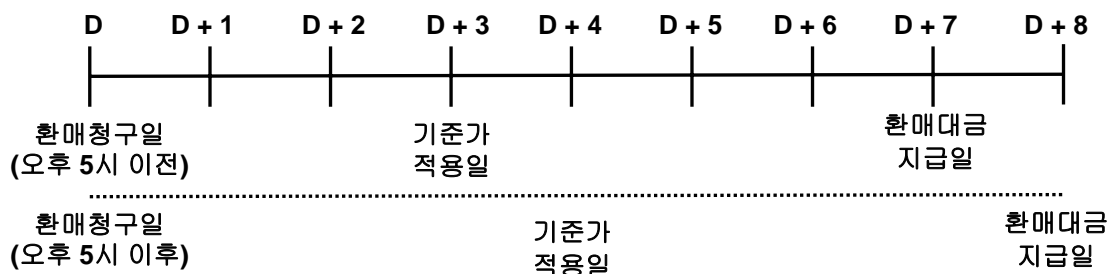 D D + 1 D + 2 D + 3 D + 4 D + 5 D + 6 D + 7 D + 8
환매청구일
(오후 5시 이전)
기준가
적용일
환매대금
지급일
환매청구일
(오후 5시 이후)
기준가
적용일
환매대금
지급일